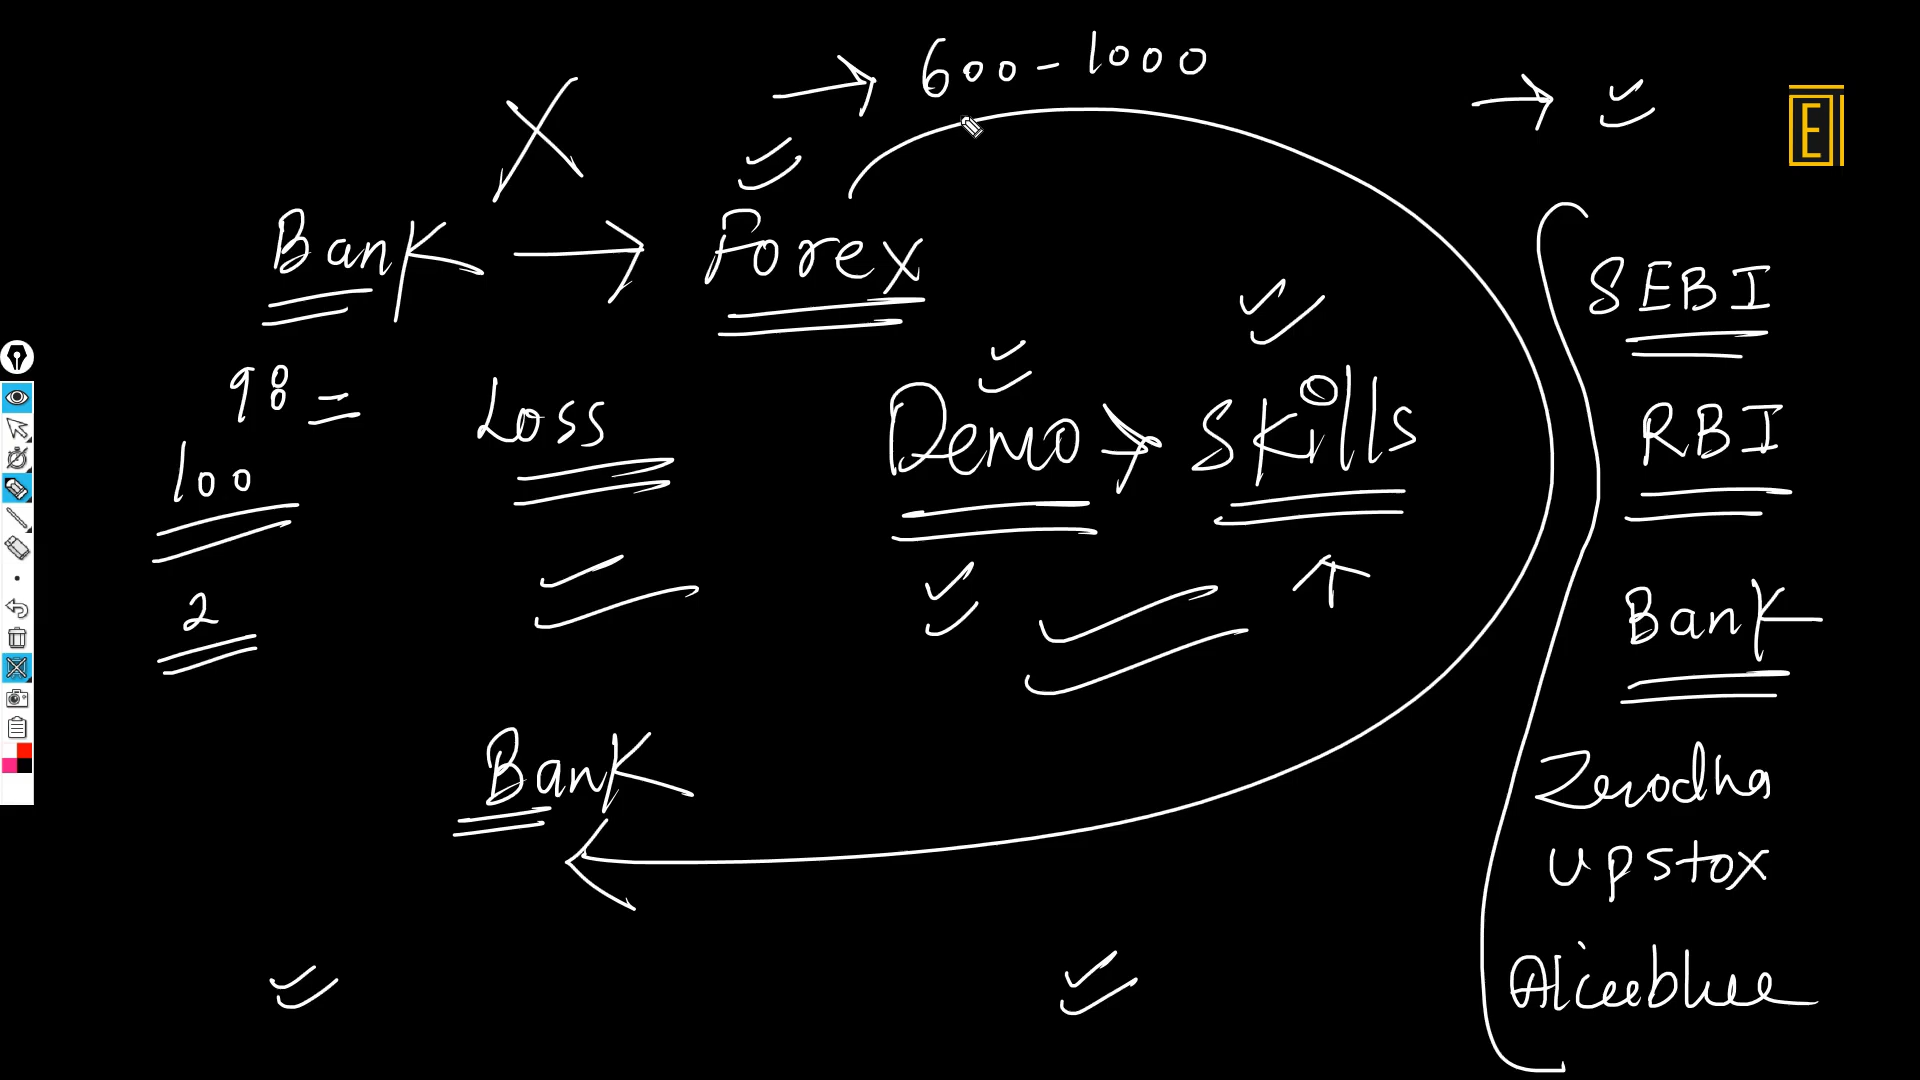 → 600-1000 →
X
E
Bank → Forex
SEBI
98 = Loss
Demo → Skills
RBI
100
2
Bank
Bank
Zerodha
upstox
Aliceblue